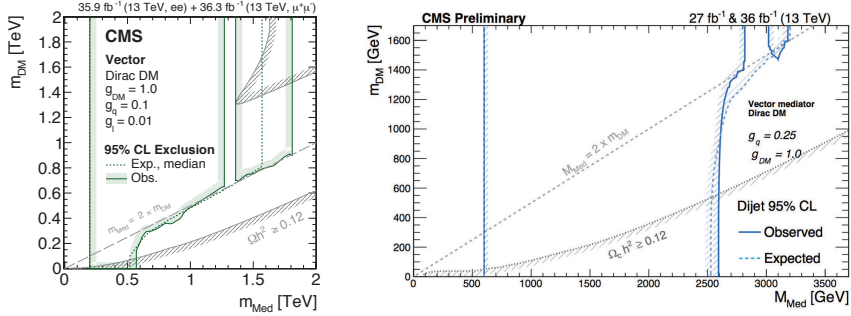 35.9 fb⁻¹ (13 TeV, ee) + 36.3 fb⁻¹ (13 TeV, μ⁺μ⁻)
m_DM [TeV]
2
1.8
1.6
1.4
1.2
1
0.8
0.6
0.4
0.2
0
CMS
Vector
Dirac DM
g_DM = 1.0
g_q = 0.1
g_l = 0.01
95% CL Exclusion
Exp., median
Obs.
m_Med = 2 × m_DM
Ωh² ≥ 0.12
0
0.5
1
1.5
2
m_Med [TeV]
CMS Preliminary
27 fb⁻¹ & 36 fb⁻¹ (13 TeV)
m_DM [GeV]
1600
1400
1200
1000
800
600
400
200
0
M_Med = 2 x m_DM
Vector mediator
Dirac DM
g_q = 0.25
g_DM = 1.0
Ω_c h² ≥ 0.12
Dijet 95% CL
Observed
Expected
0
500
1000
1500
2000
2500
3000
3500
M_Med [GeV]